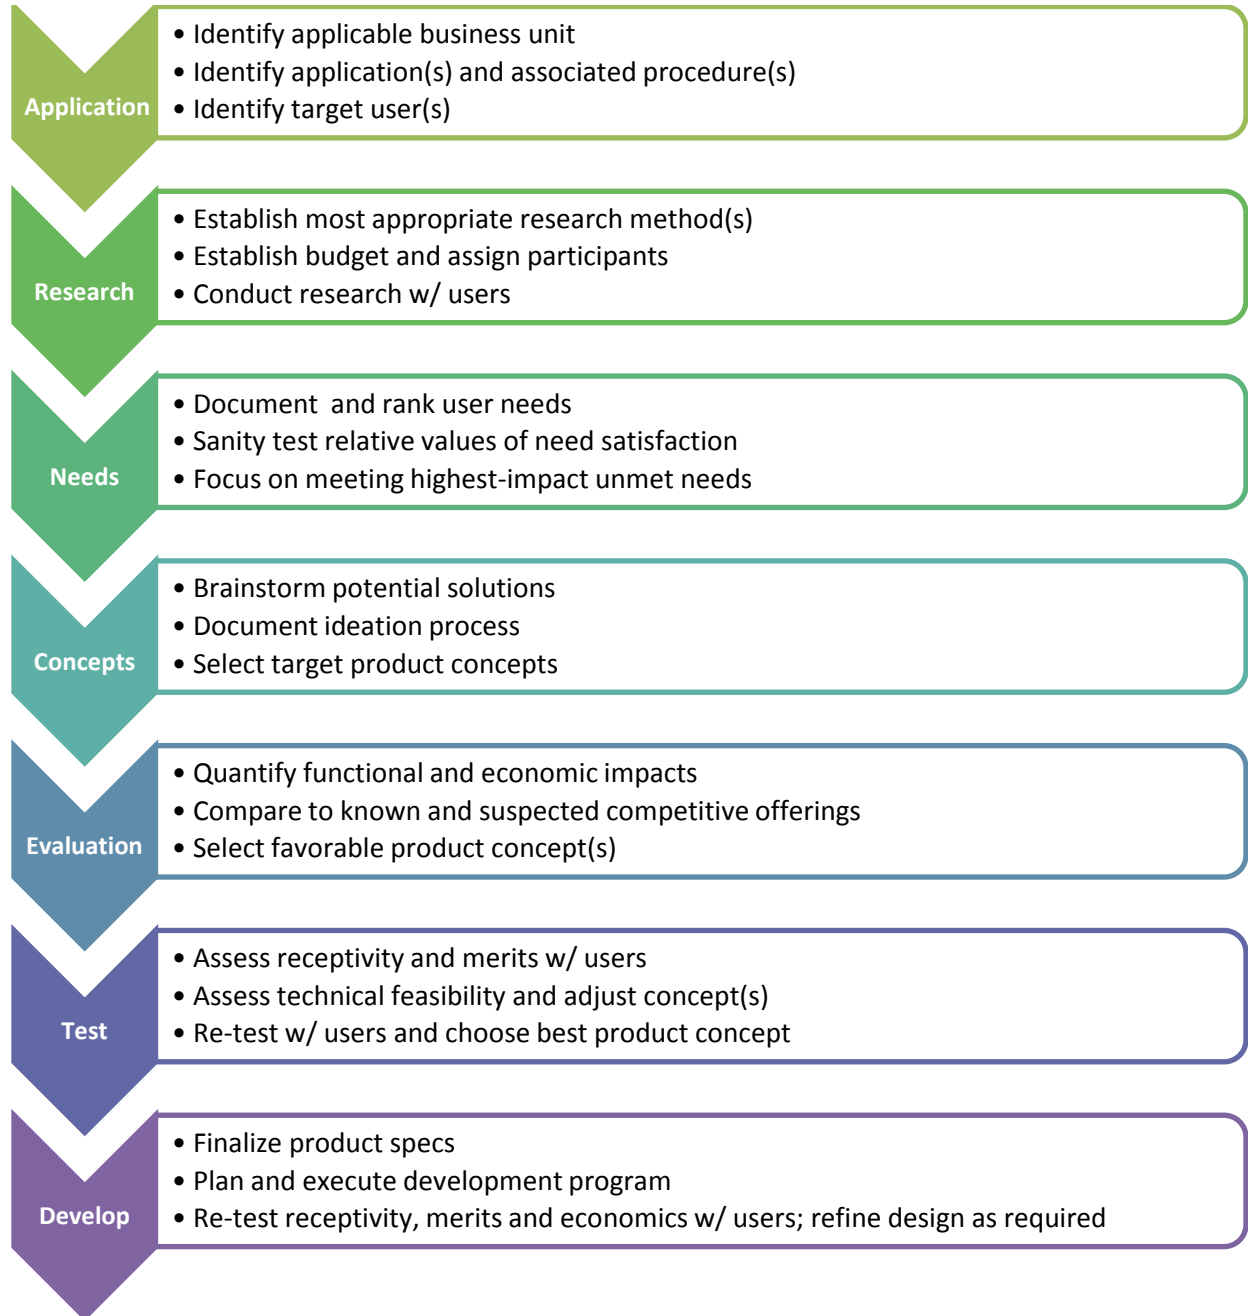 Application
• Identify applicable business unit
• Identify application(s) and associated procedure(s)
• Identify target user(s)
Research
• Establish most appropriate research method(s)
• Establish budget and assign participants
• Conduct research w/ users
Needs
• Document  and rank user needs
• Sanity test relative values of need satisfaction
• Focus on meeting highest-impact unmet needs
Concepts
• Brainstorm potential solutions
• Document ideation process
• Select target product concepts
Evaluation
• Quantify functional and economic impacts
• Compare to known and suspected competitive offerings
• Select favorable product concept(s)
Test
• Assess receptivity and merits w/ users
• Assess technical feasibility and adjust concept(s)
• Re-test w/ users and choose best product concept
Develop
• Finalize product specs
• Plan and execute development program
• Re-test receptivity, merits and economics w/ users; refine design as required